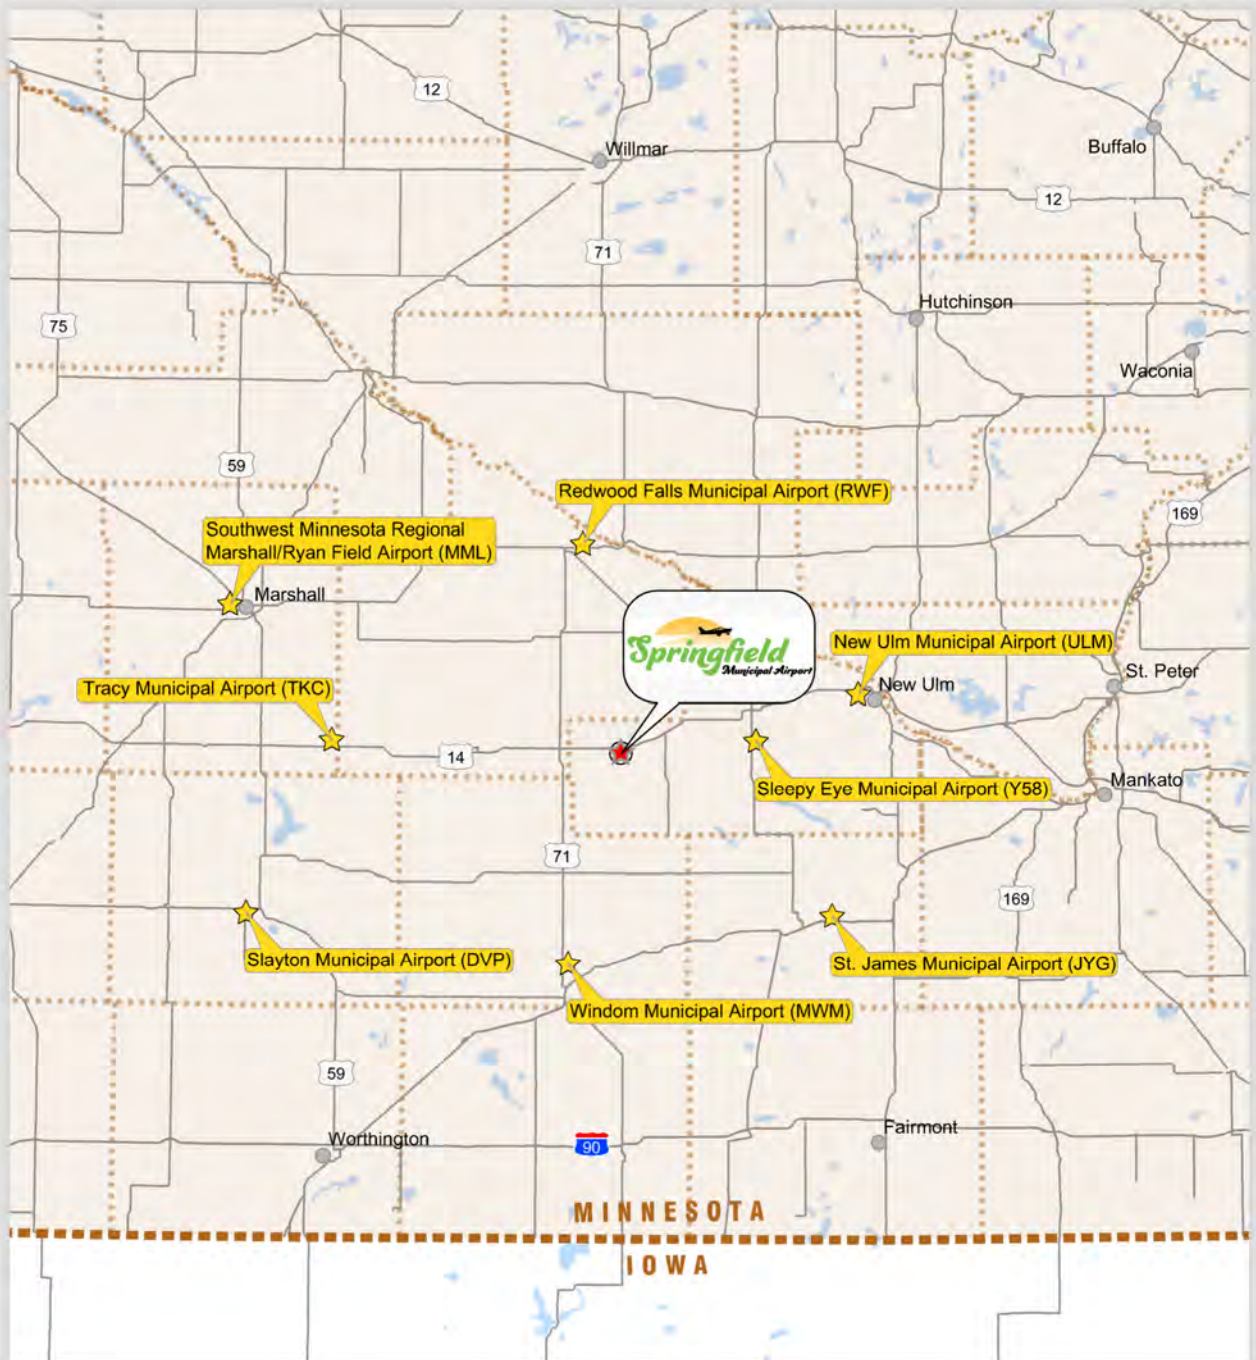 12
Willmar
Buffalo
12
71
Hutchinson
75
Waconia
59
Redwood Falls Municipal Airport (RWF)
169
Southwest Minnesota Regional
Marshall/Ryan Field Airport (MML)
Marshall
Springfield
Municipal Airport
New Ulm Municipal Airport (ULM)
St. Peter
Tracy Municipal Airport (TKC)
New Ulm
14
Mankato
Sleepy Eye Municipal Airport (Y58)
71
169
Slayton Municipal Airport (DVP)
St. James Municipal Airport (JYG)
Windom Municipal Airport (MWM)
59
Fairmont
Worthington
90
MINNESOTA
IOWA